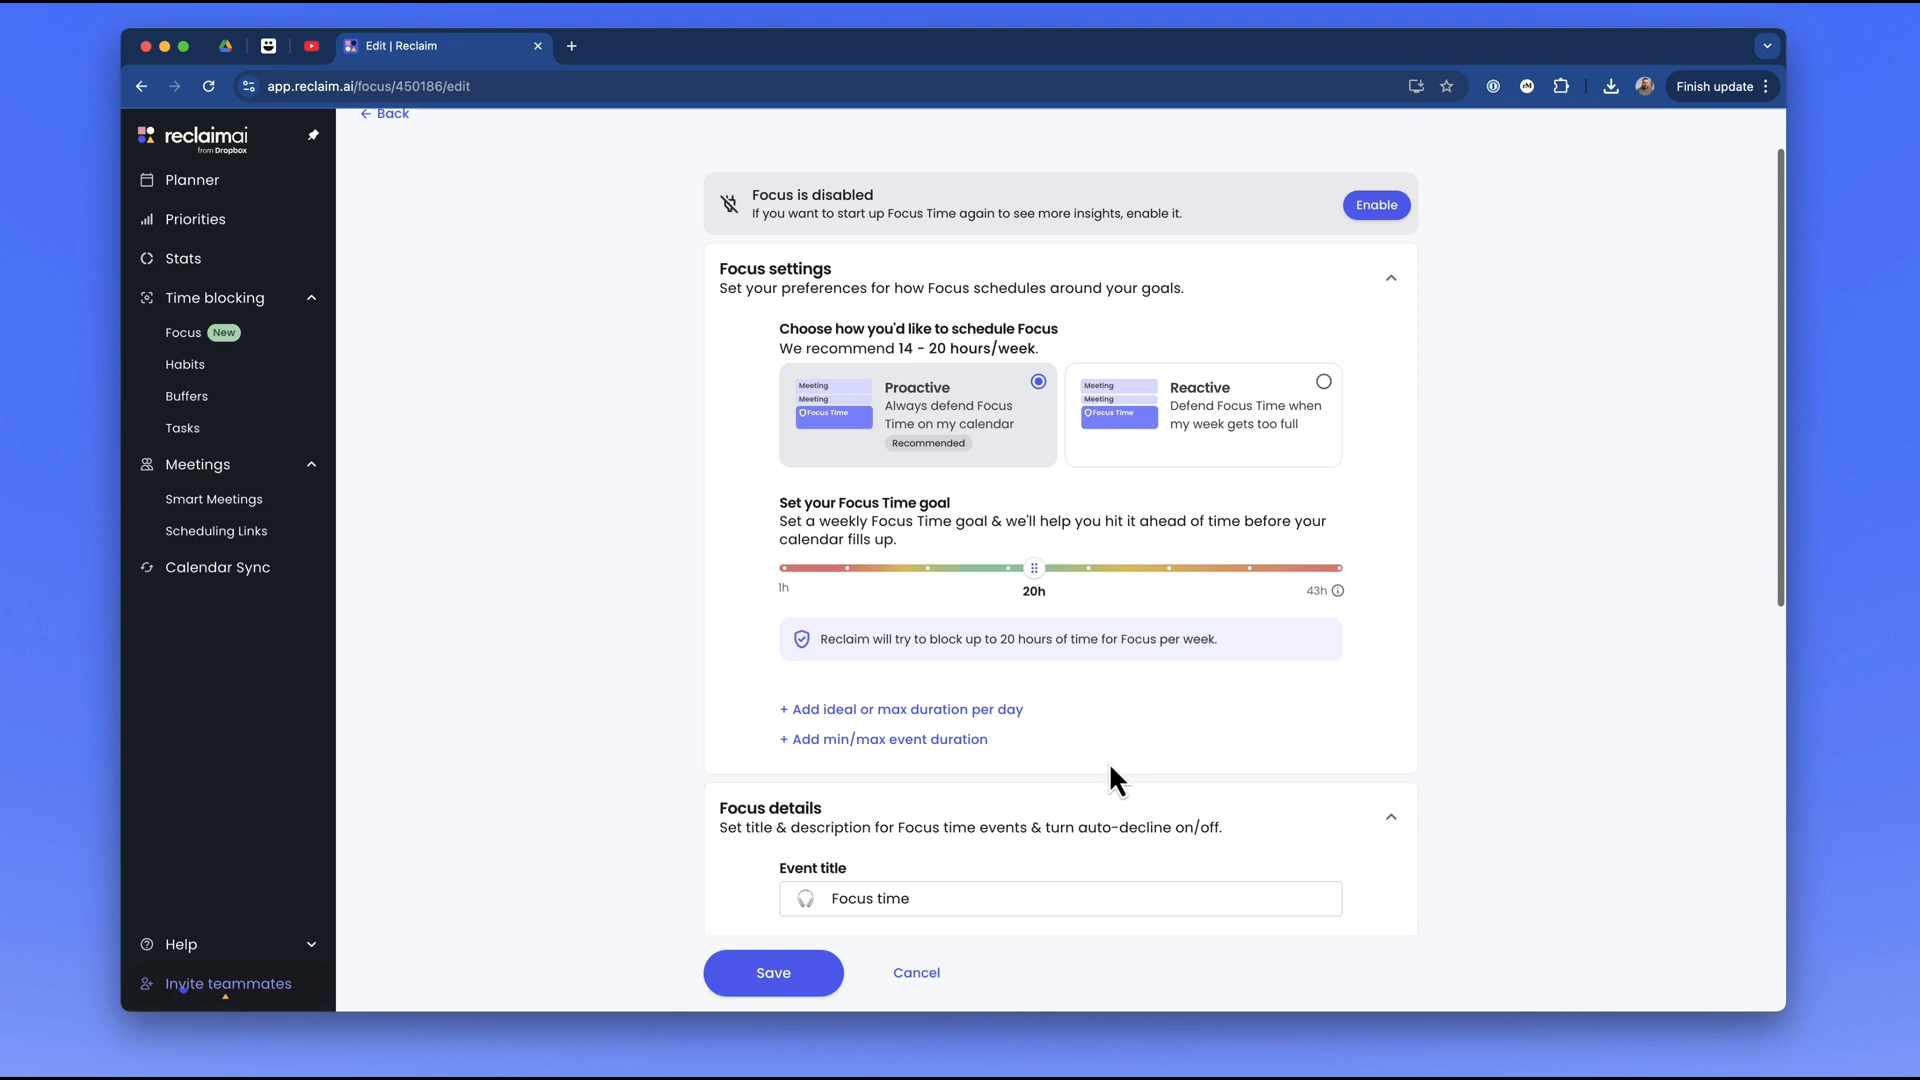 Edit | Reclaim
app.reclaim.ai/focus/450186/edit
Finish update
reclaimai
from Dropbox
Planner
Priorities
Stats
Time blocking
Focus New
Habits
Buffers
Tasks
Meetings
Smart Meetings
Scheduling Links
Calendar Sync
Help
Invite teammates
← Back
Focus is disabled
If you want to start up Focus Time again to see more insights, enable it.
Enable
Focus settings
Set your preferences for how Focus schedules around your goals.
Choose how you'd like to schedule Focus
We recommend 14 - 20 hours/week.
Meeting
Meeting
Focus Time
Proactive
Always defend Focus
Time on my calendar
Recommended
Meeting
Meeting
Focus Time
Reactive
Defend Focus Time when
my week gets too full
Set your Focus Time goal
Set a weekly Focus Time goal & we'll help you hit it ahead of time before your
calendar fills up.
1h
20h
43h
Reclaim will try to block up to 20 hours of time for Focus per week.
+ Add ideal or max duration per day
+ Add min/max event duration
Focus details
Set title & description for Focus time events & turn auto-decline on/off.
Event title
Focus time
Save
Cancel